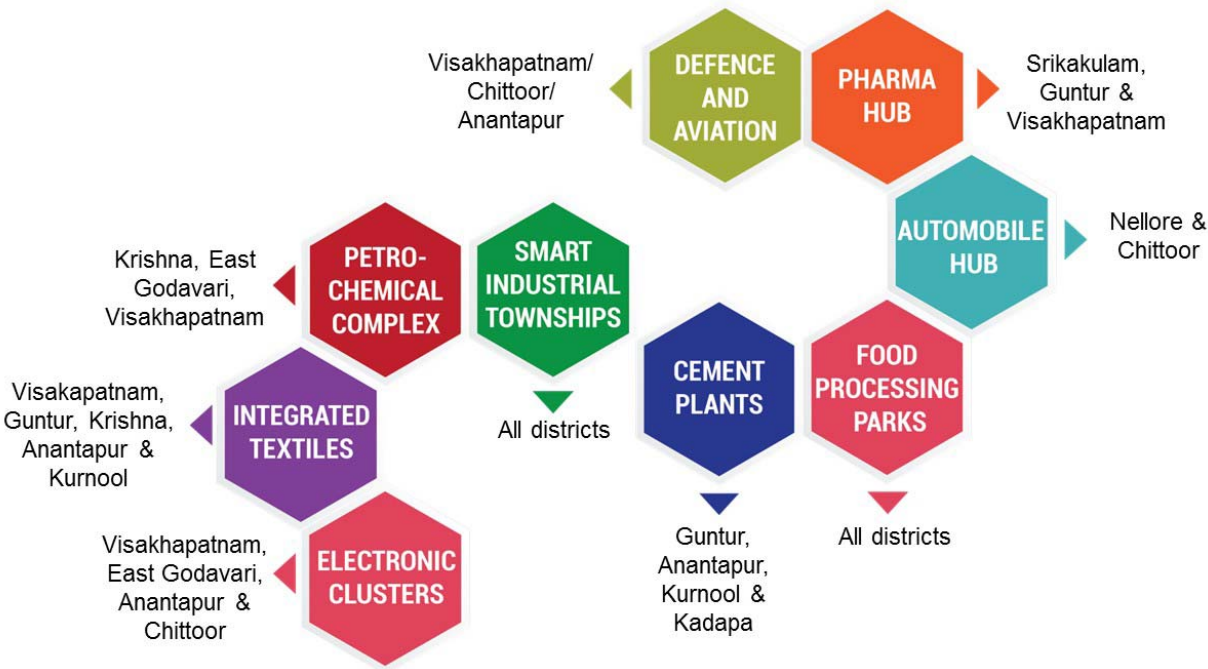 Visakhapatnam/
Chittoor/
Anantapur
DEFENCE
AND
AVIATION
PHARMA
HUB
Srikakulam,
Guntur &
Visakhapatnam
AUTOMOBILE
HUB
Nellore &
Chittoor
Krishna, East
Godavari,
Visakhapatnam
PETRO-
CHEMICAL
COMPLEX
SMART
INDUSTRIAL
TOWNSHIPS
All districts
CEMENT
PLANTS
Guntur,
Anantapur,
Kurnool &
Kadapa
FOOD
PROCESSING
PARKS
All districts
Visakapatnam,
Guntur, Krishna,
Anantapur &
Kurnool
INTEGRATED
TEXTILES
Visakhapatnam,
East Godavari,
Anantapur &
Chittoor
ELECTRONIC
CLUSTERS